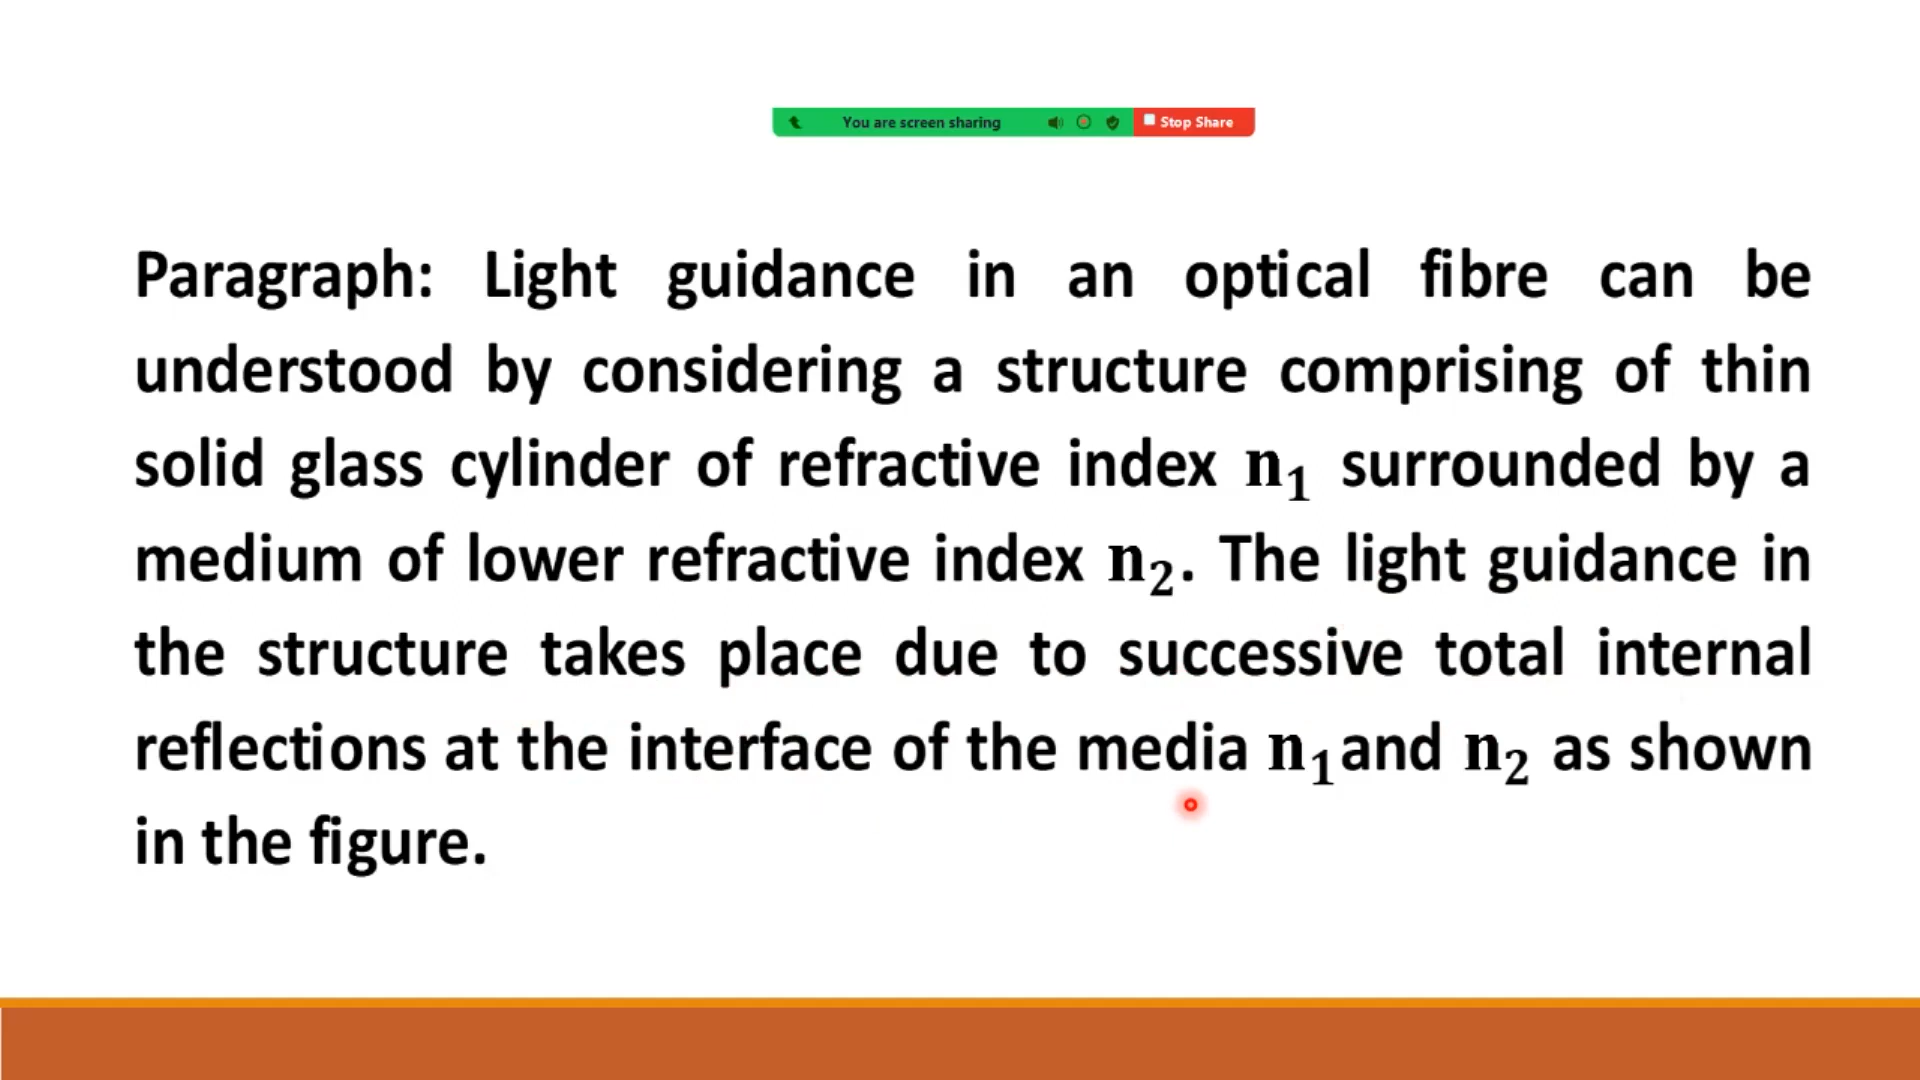 You are screen sharing Stop Share
Paragraph: Light guidance in an optical fibre can be
understood by considering a structure comprising of thin
solid glass cylinder of refractive index n₁ surrounded by a
medium of lower refractive index n₂. The light guidance in
the structure takes place due to successive total internal
reflections at the interface of the media n₁and n₂ as shown
in the figure.